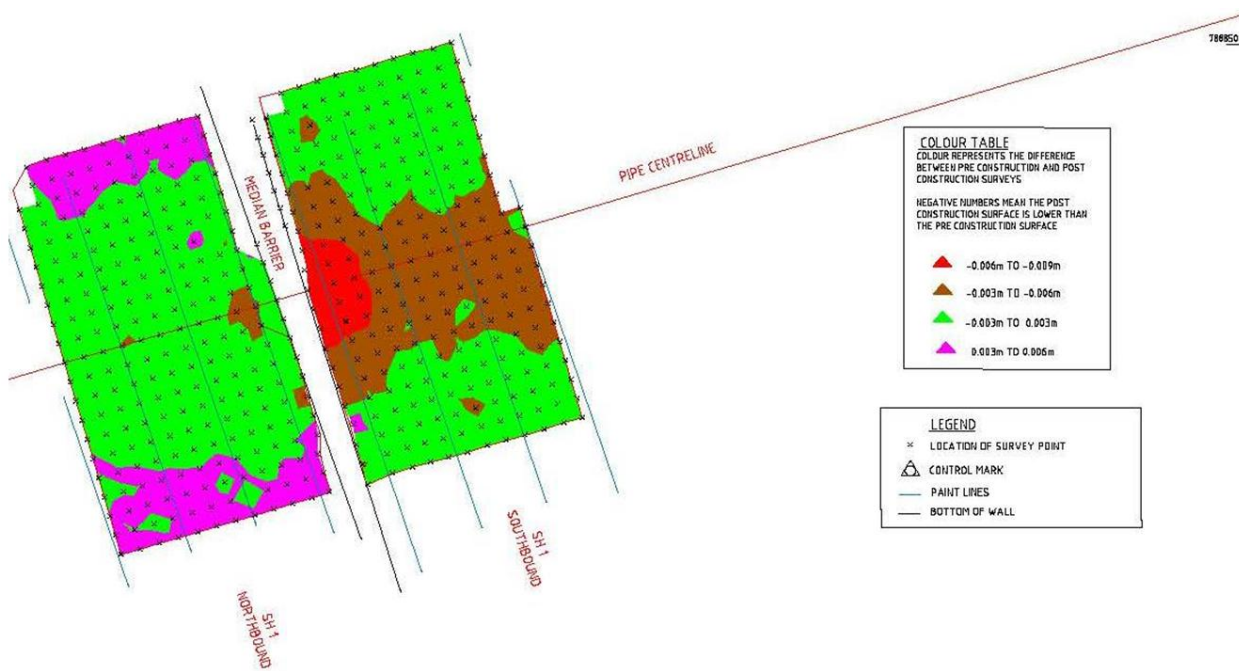 78685
PIPE CENTRELINE
MEDIAN BARRIER
COLOUR TABLE
COLOUR REPRESENTS THE DIFFERENCE
BETWEEN PRE CONSTRUCTION AND POST
CONSTRUCTION SURVEYS
NEGATIVE NUMBERS MEAN THE POST
CONSTRUCTION SURFACE IS LOWER THAN
THE PRE CONSTRUCTION SURFACE
-0.006m TO -0.009m
-0.003m TO -0.006m
-0.003m TO 0.003m
0.003m TO 0.006m
LEGEND
LOCATION OF SURVEY POINT
CONTROL MARK
PAINT LINES
BOTTOM OF WALL
SH 1
SOUTHBOUND
SH 1
NORTHBOUND